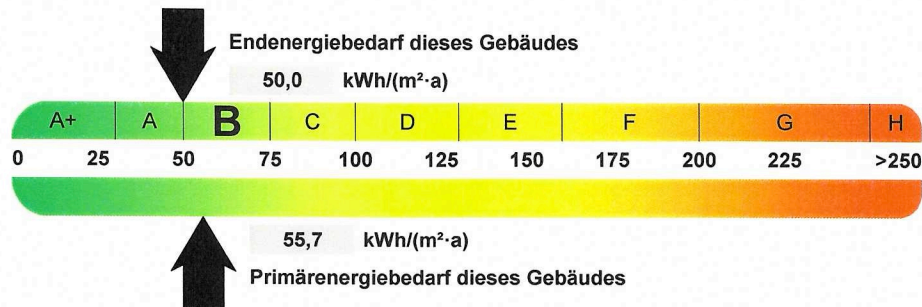 Endenergiebedarf dieses Gebäudes
50,0 kWh/(m²·a)
A+ A B C D E F G H
0 25 50 75 100 125 150 175 200 225 >250
55,7 kWh/(m²·a)
Primärenergiebedarf dieses Gebäudes